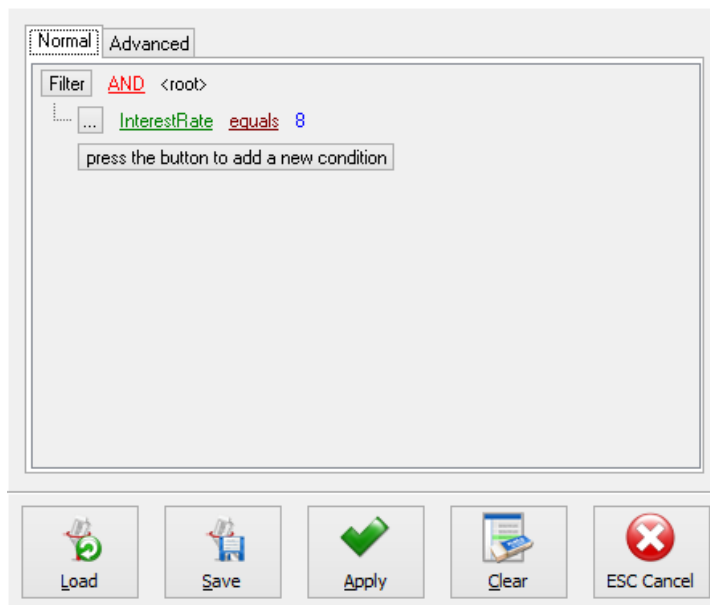 Normal Advanced
Filter AND <root>
... InterestRate equals 8
press the button to add a new condition
Load Save Apply Clear ESC Cancel